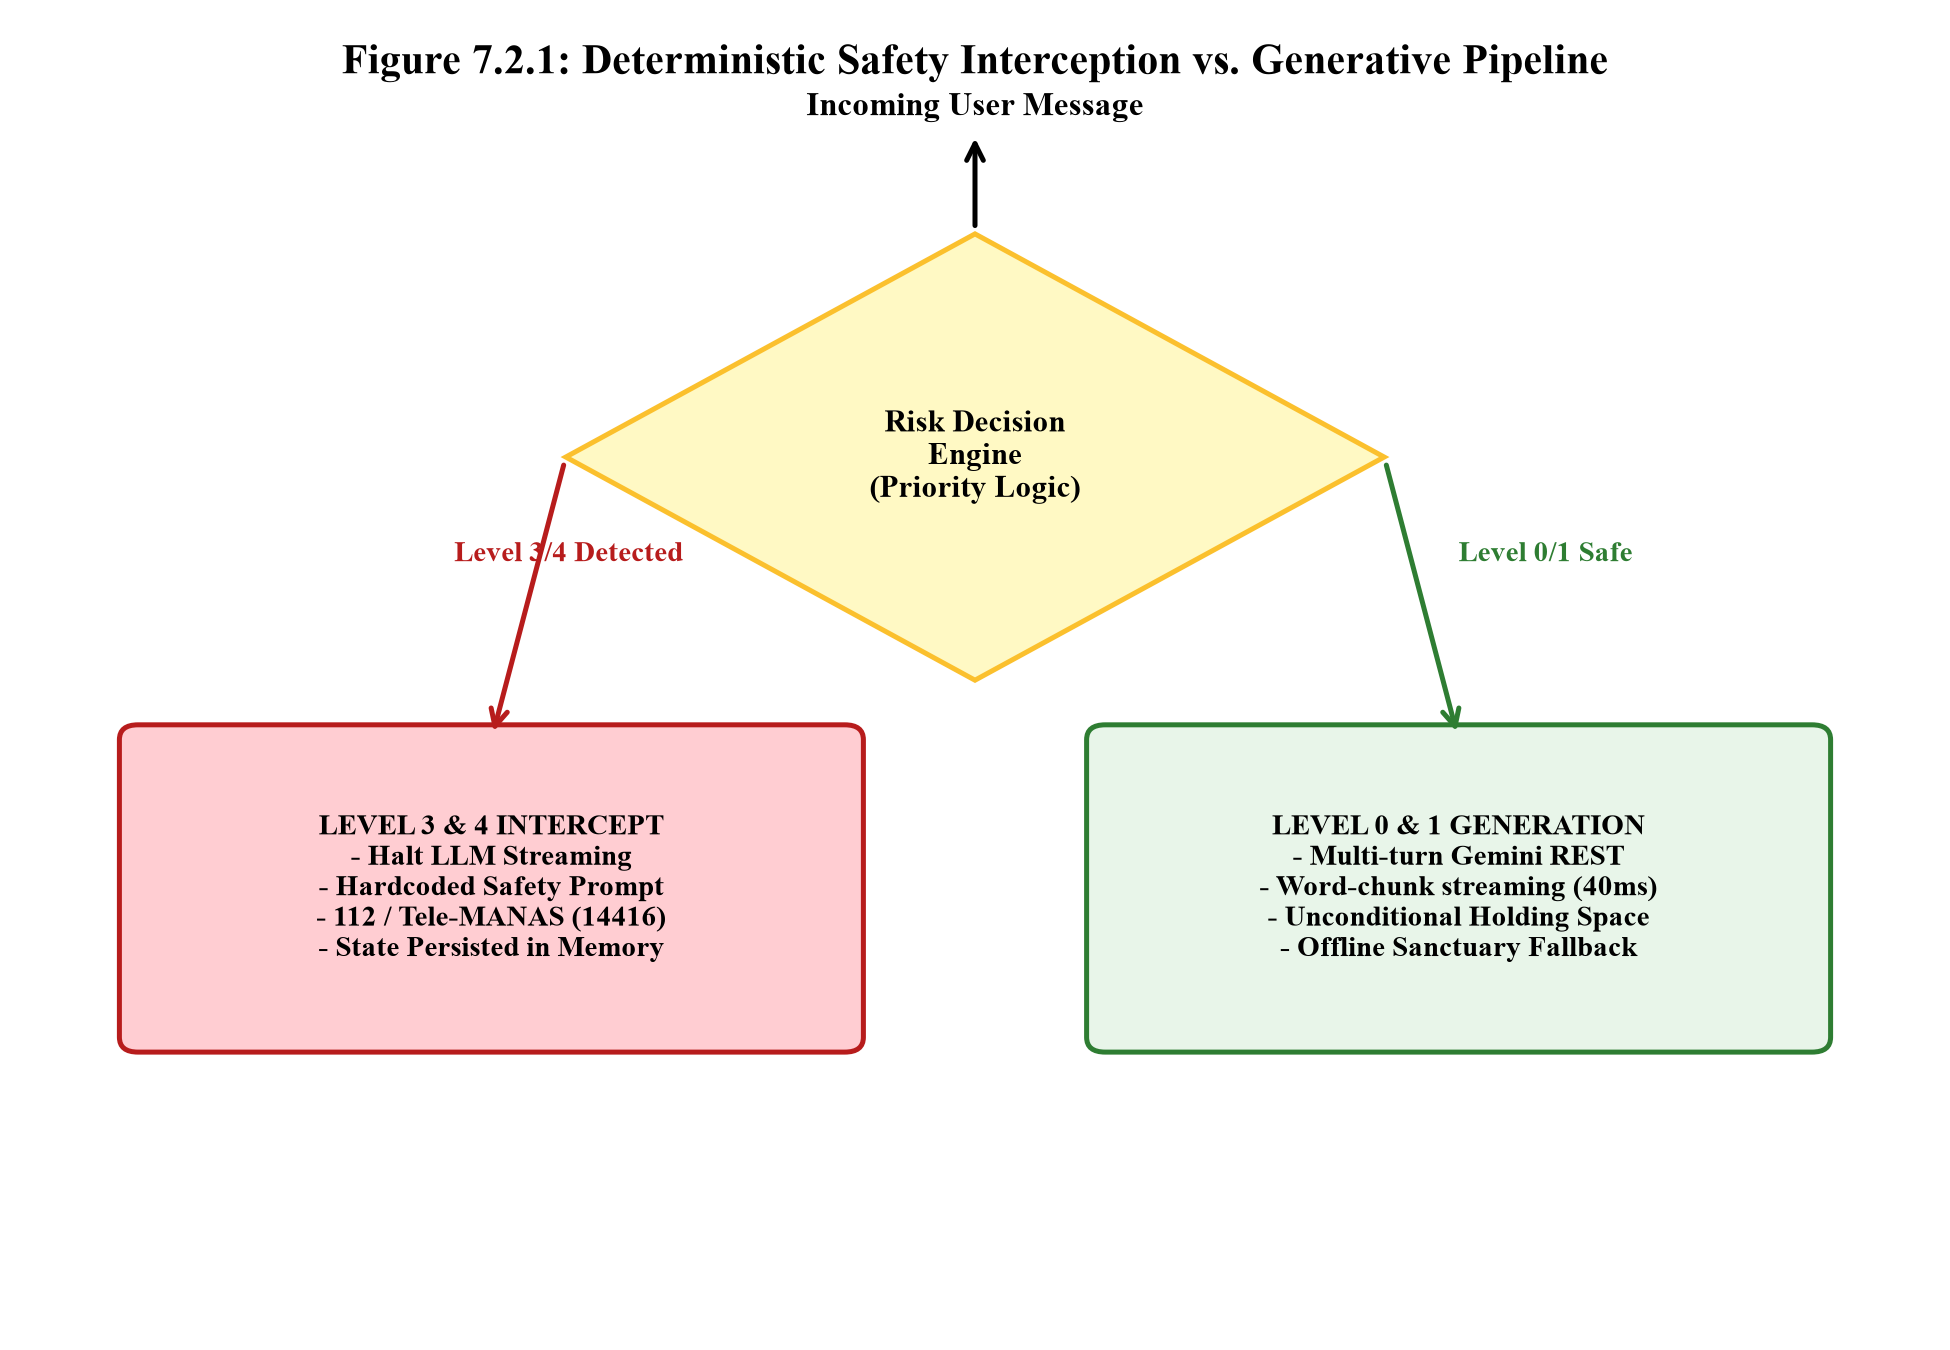 Figure 7.2.1: Deterministic Safety Interception vs. Generative Pipeline
Incoming User Message
Risk Decision
Engine
(Priority Logic)
Level 3/4 Detected
Level 0/1 Safe
LEVEL 3 & 4 INTERCEPT
- Halt LLM Streaming
- Hardcoded Safety Prompt
- 112 / Tele-MANAS (14416)
- State Persisted in Memory
LEVEL 0 & 1 GENERATION
- Multi-turn Gemini REST
- Word-chunk streaming (40ms)
- Unconditional Holding Space
- Offline Sanctuary Fallback